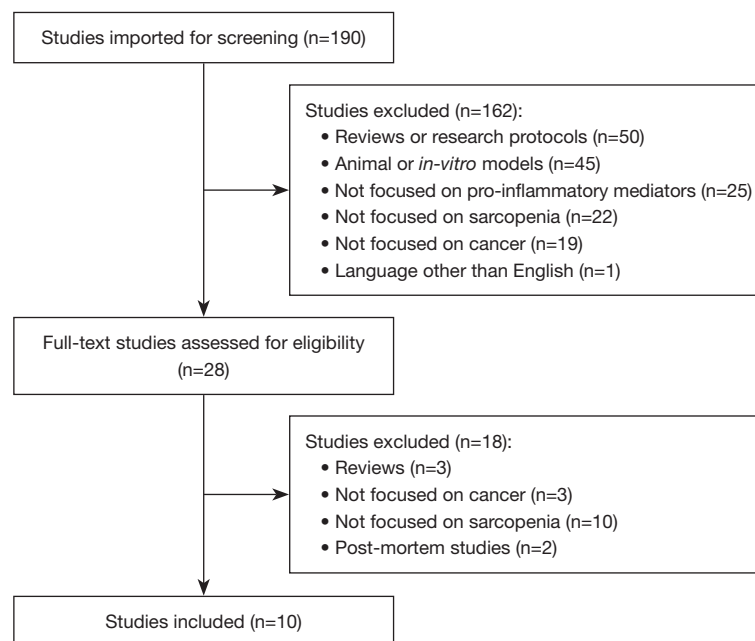 Studies imported for screening (n=190)
Studies excluded (n=162):
• Reviews or research protocols (n=50)
• Animal or in-vitro models (n=45)
• Not focused on pro-inflammatory mediators (n=25)
• Not focused on sarcopenia (n=22)
• Not focused on cancer (n=19)
• Language other than English (n=1)
Full-text studies assessed for eligibility
(n=28)
Studies excluded (n=18):
• Reviews (n=3)
• Not focused on cancer (n=3)
• Not focused on sarcopenia (n=10)
• Post-mortem studies (n=2)
Studies included (n=10)